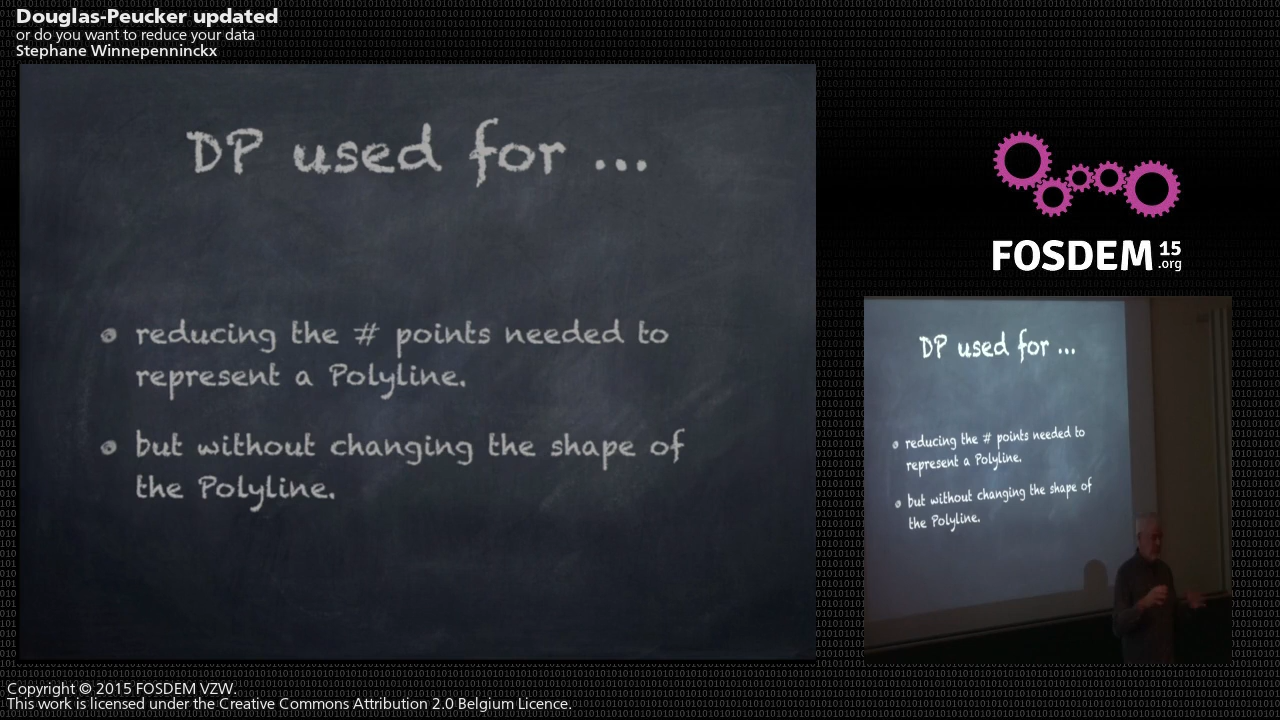 Douglas-Peucker updated
or do you want to reduce your data
Stephane Winnepenninckx
DP used for ...
reducing the # points needed to
represent a Polyline.
but without changing the shape of
the Polyline.
FOSDEM 15
.org
DP used for ...
reducing the # points needed to
represent a Polyline.
but without changing the shape of
the Polyline.
Copyright © 2015 FOSDEM VZW.
This work is licensed under the Creative Commons Attribution 2.0 Belgium Licence.